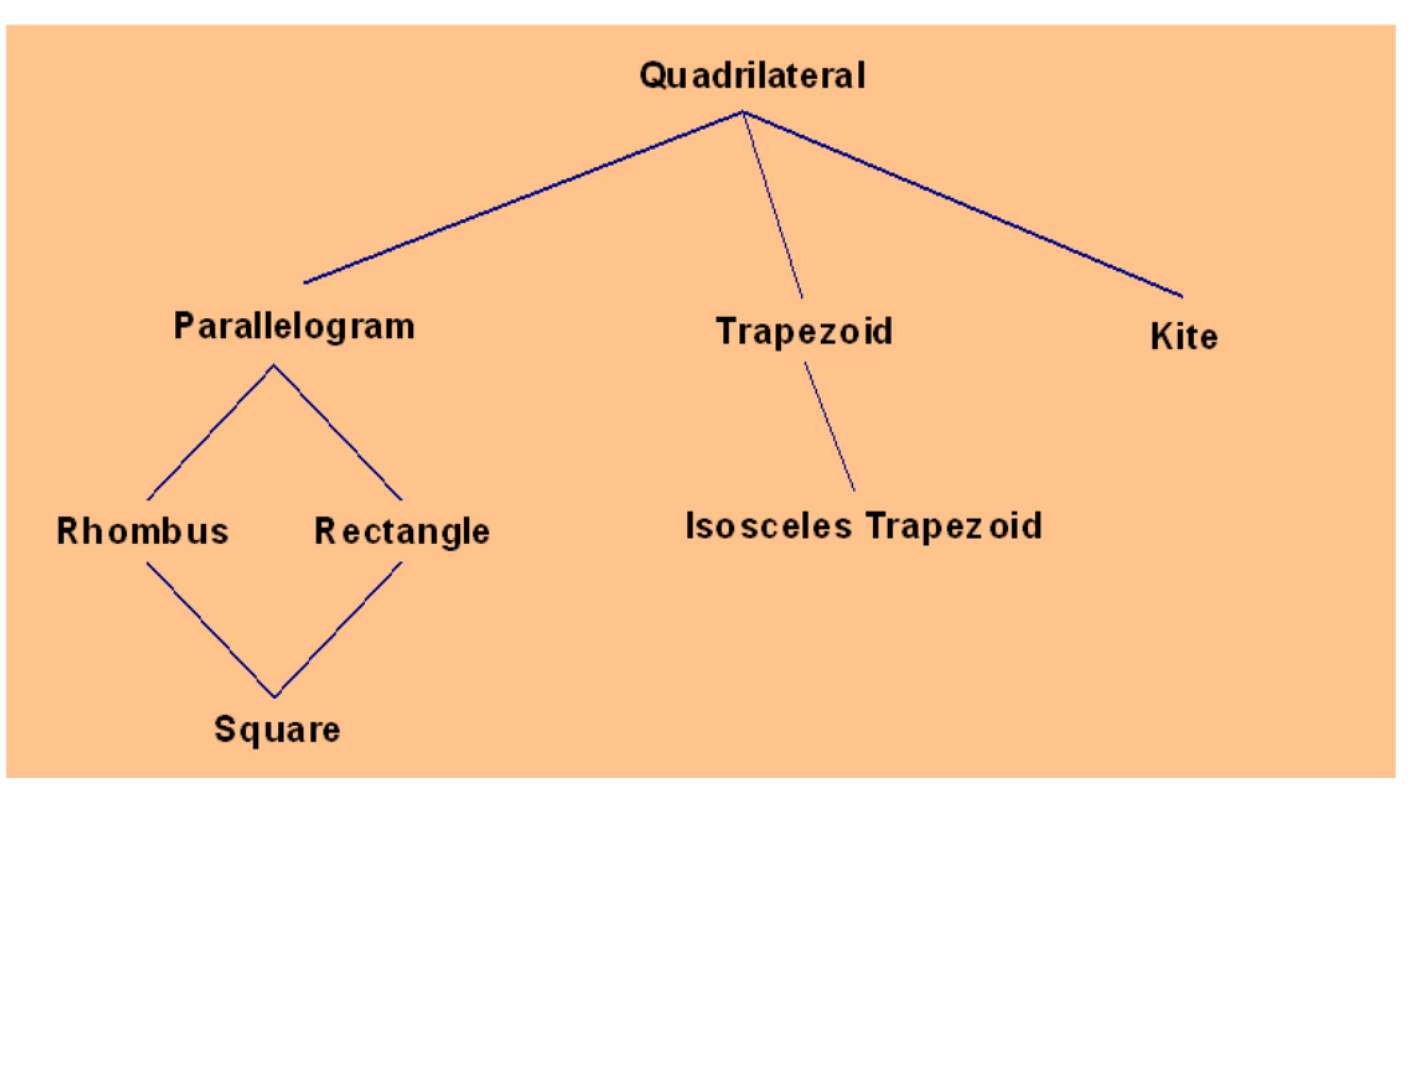 Quadrilateral
Parallelogram
Trapezoid
Kite
Rhombus
Rectangle
Isosceles Trapezoid
Square